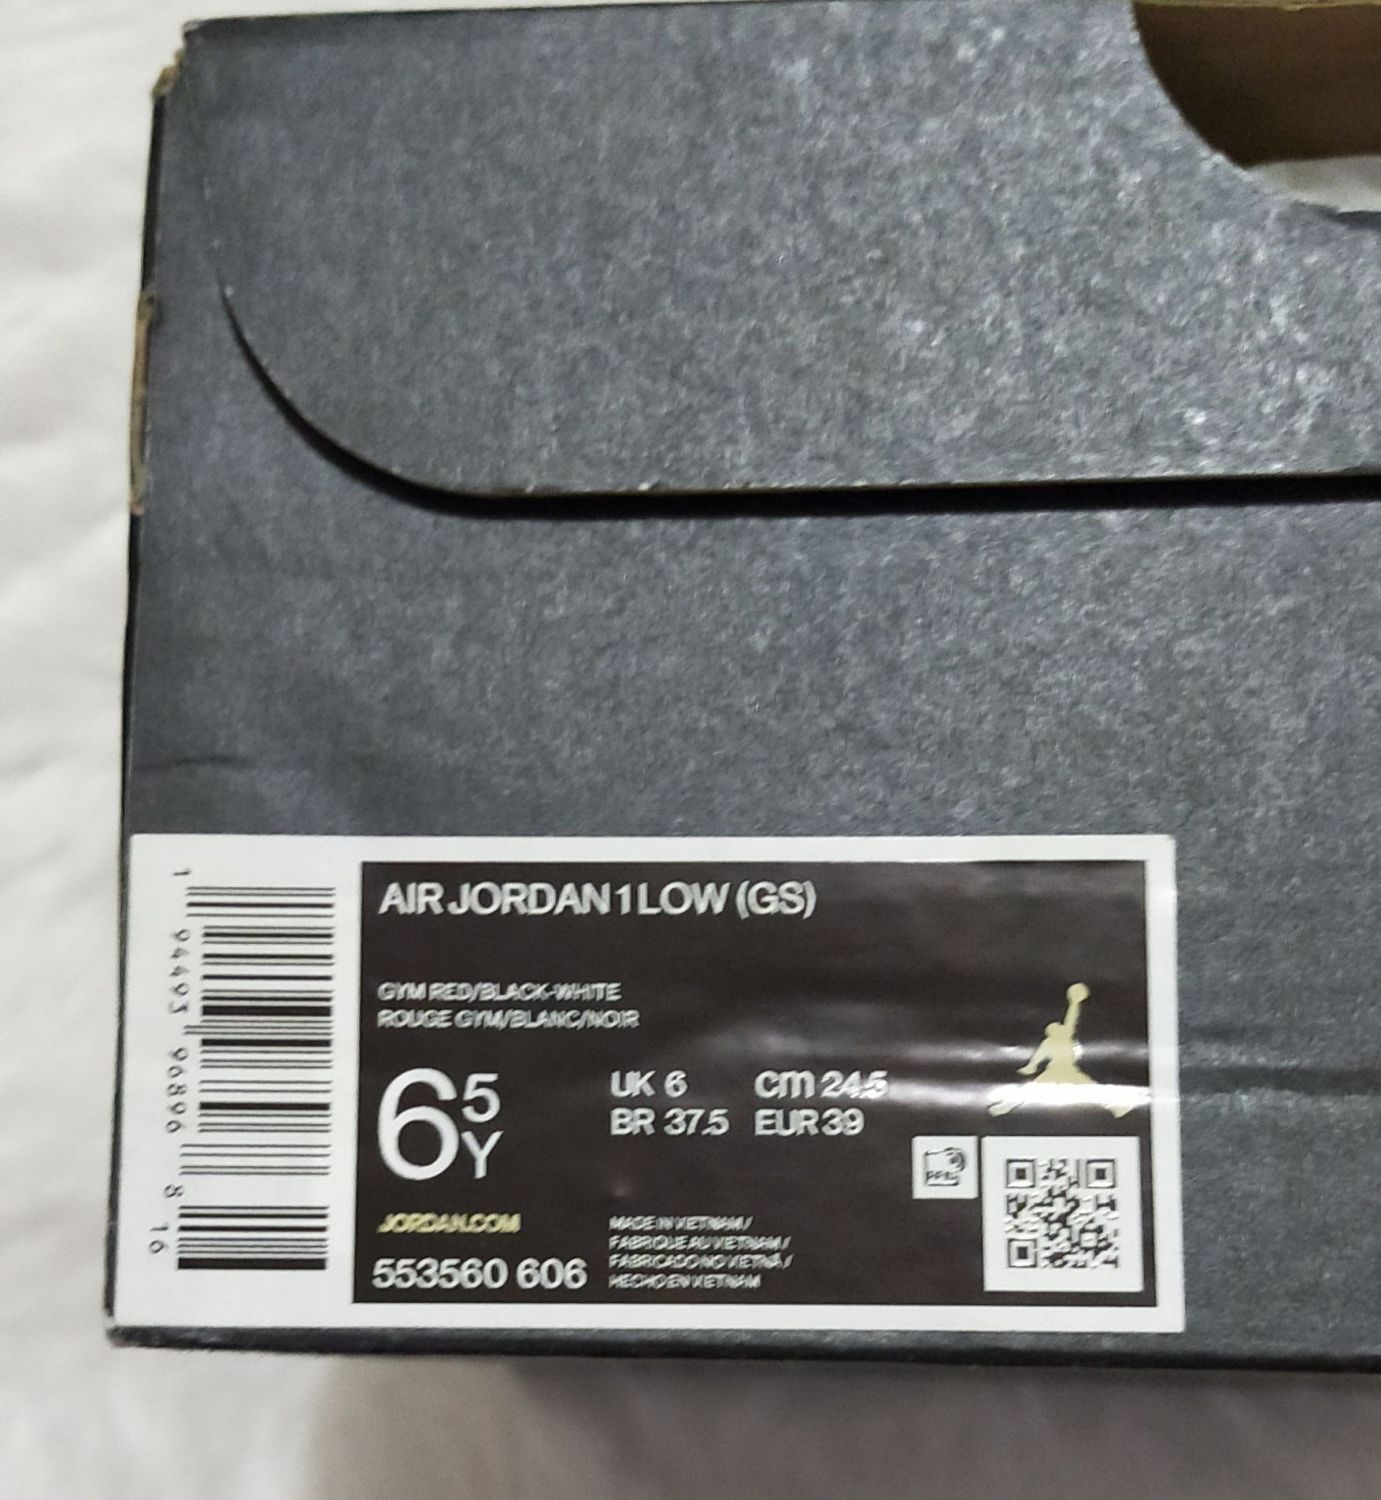 AIR JORDAN 1 LOW (GS)
GYM RED/BLACK-WHITE
ROUGE GYM/BLANC/NOIR
6.5Y
UK 6 cm 24.5
BR 37.5 EUR 39
JORDAN.COM
553560 606
MADE IN VIETNAM/
FABRIQUE AU VIETNAM/
FABRICADO NO VIETNÃ/
HECHO EN VIETNAM
1 94493 96896 8 16